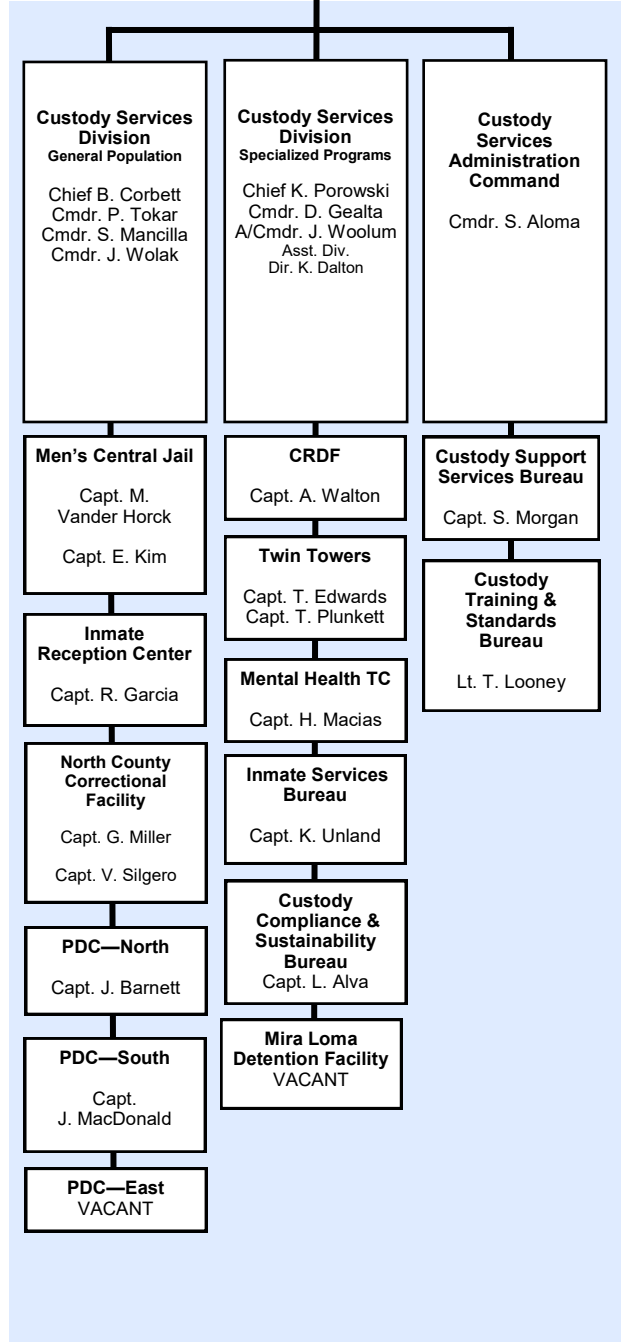 Custody Services
Division
General Population
Chief B. Corbett
Cmdr. P. Tokar
Cmdr. S. Mancilla
Cmdr. J. Wolak
Men's Central Jail
Capt. M.
Vander Horck
Capt. E. Kim
Inmate
Reception Center
Capt. R. Garcia
North County
Correctional
Facility
Capt. G. Miller
Capt. V. Silgero
PDC—North
Capt. J. Barnett
PDC—South
Capt.
J. MacDonald
PDC—East
VACANT
Custody Services
Division
Specialized Programs
Chief K. Porowski
Cmdr. D. Gealta
A/Cmdr. J. Woolum
Asst. Div.
Dir. K. Dalton
CRDF
Capt. A. Walton
Twin Towers
Capt. T. Edwards
Capt. T. Plunkett
Mental Health TC
Capt. H. Macias
Inmate Services
Bureau
Capt. K. Unland
Custody
Compliance &
Sustainability
Bureau
Capt. L. Alva
Mira Loma
Detention Facility
VACANT
Custody
Services
Administration
Command
Cmdr. S. Aloma
Custody Support
Services Bureau
Capt. S. Morgan
Custody
Training &
Standards
Bureau
Lt. T. Looney